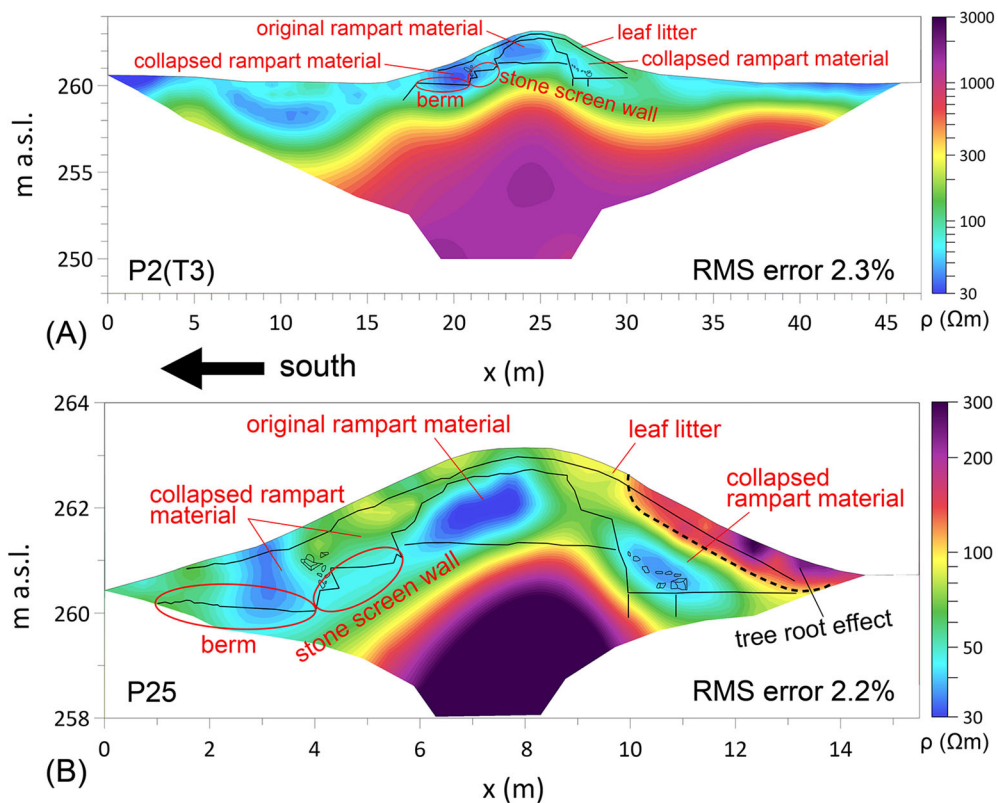 original rampart material
leaf litter
collapsed rampart material
collapsed rampart material
berm
stone screen wall
m a.s.l.
260
255
250
P2(T3)
RMS error 2.3%
3000
1000
300
100
30
ρ (Ωm)
(A)
0 5 10 15 20 25 30 35 40 45
south
x (m)
264
262
260
258
m a.s.l.
original rampart material
leaf litter
collapsed rampart
material
collapsed
rampart material
stone screen wall
berm
tree root effect
P25
RMS error 2.2%
300
200
100
50
30
ρ (Ωm)
(B)
0 2 4 6 8 10 12 14
x (m)